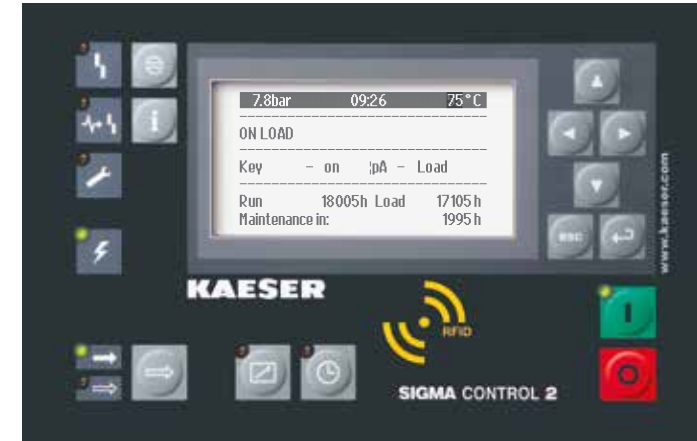 7.8bar 09:26 75°C
ON LOAD
Key - on ¦pA - Load
Run 18005h Load 17105h
Maintenance in: 1995h
esc
www.kaeser.com
KAESER
RFID
SIGMA CONTROL 2